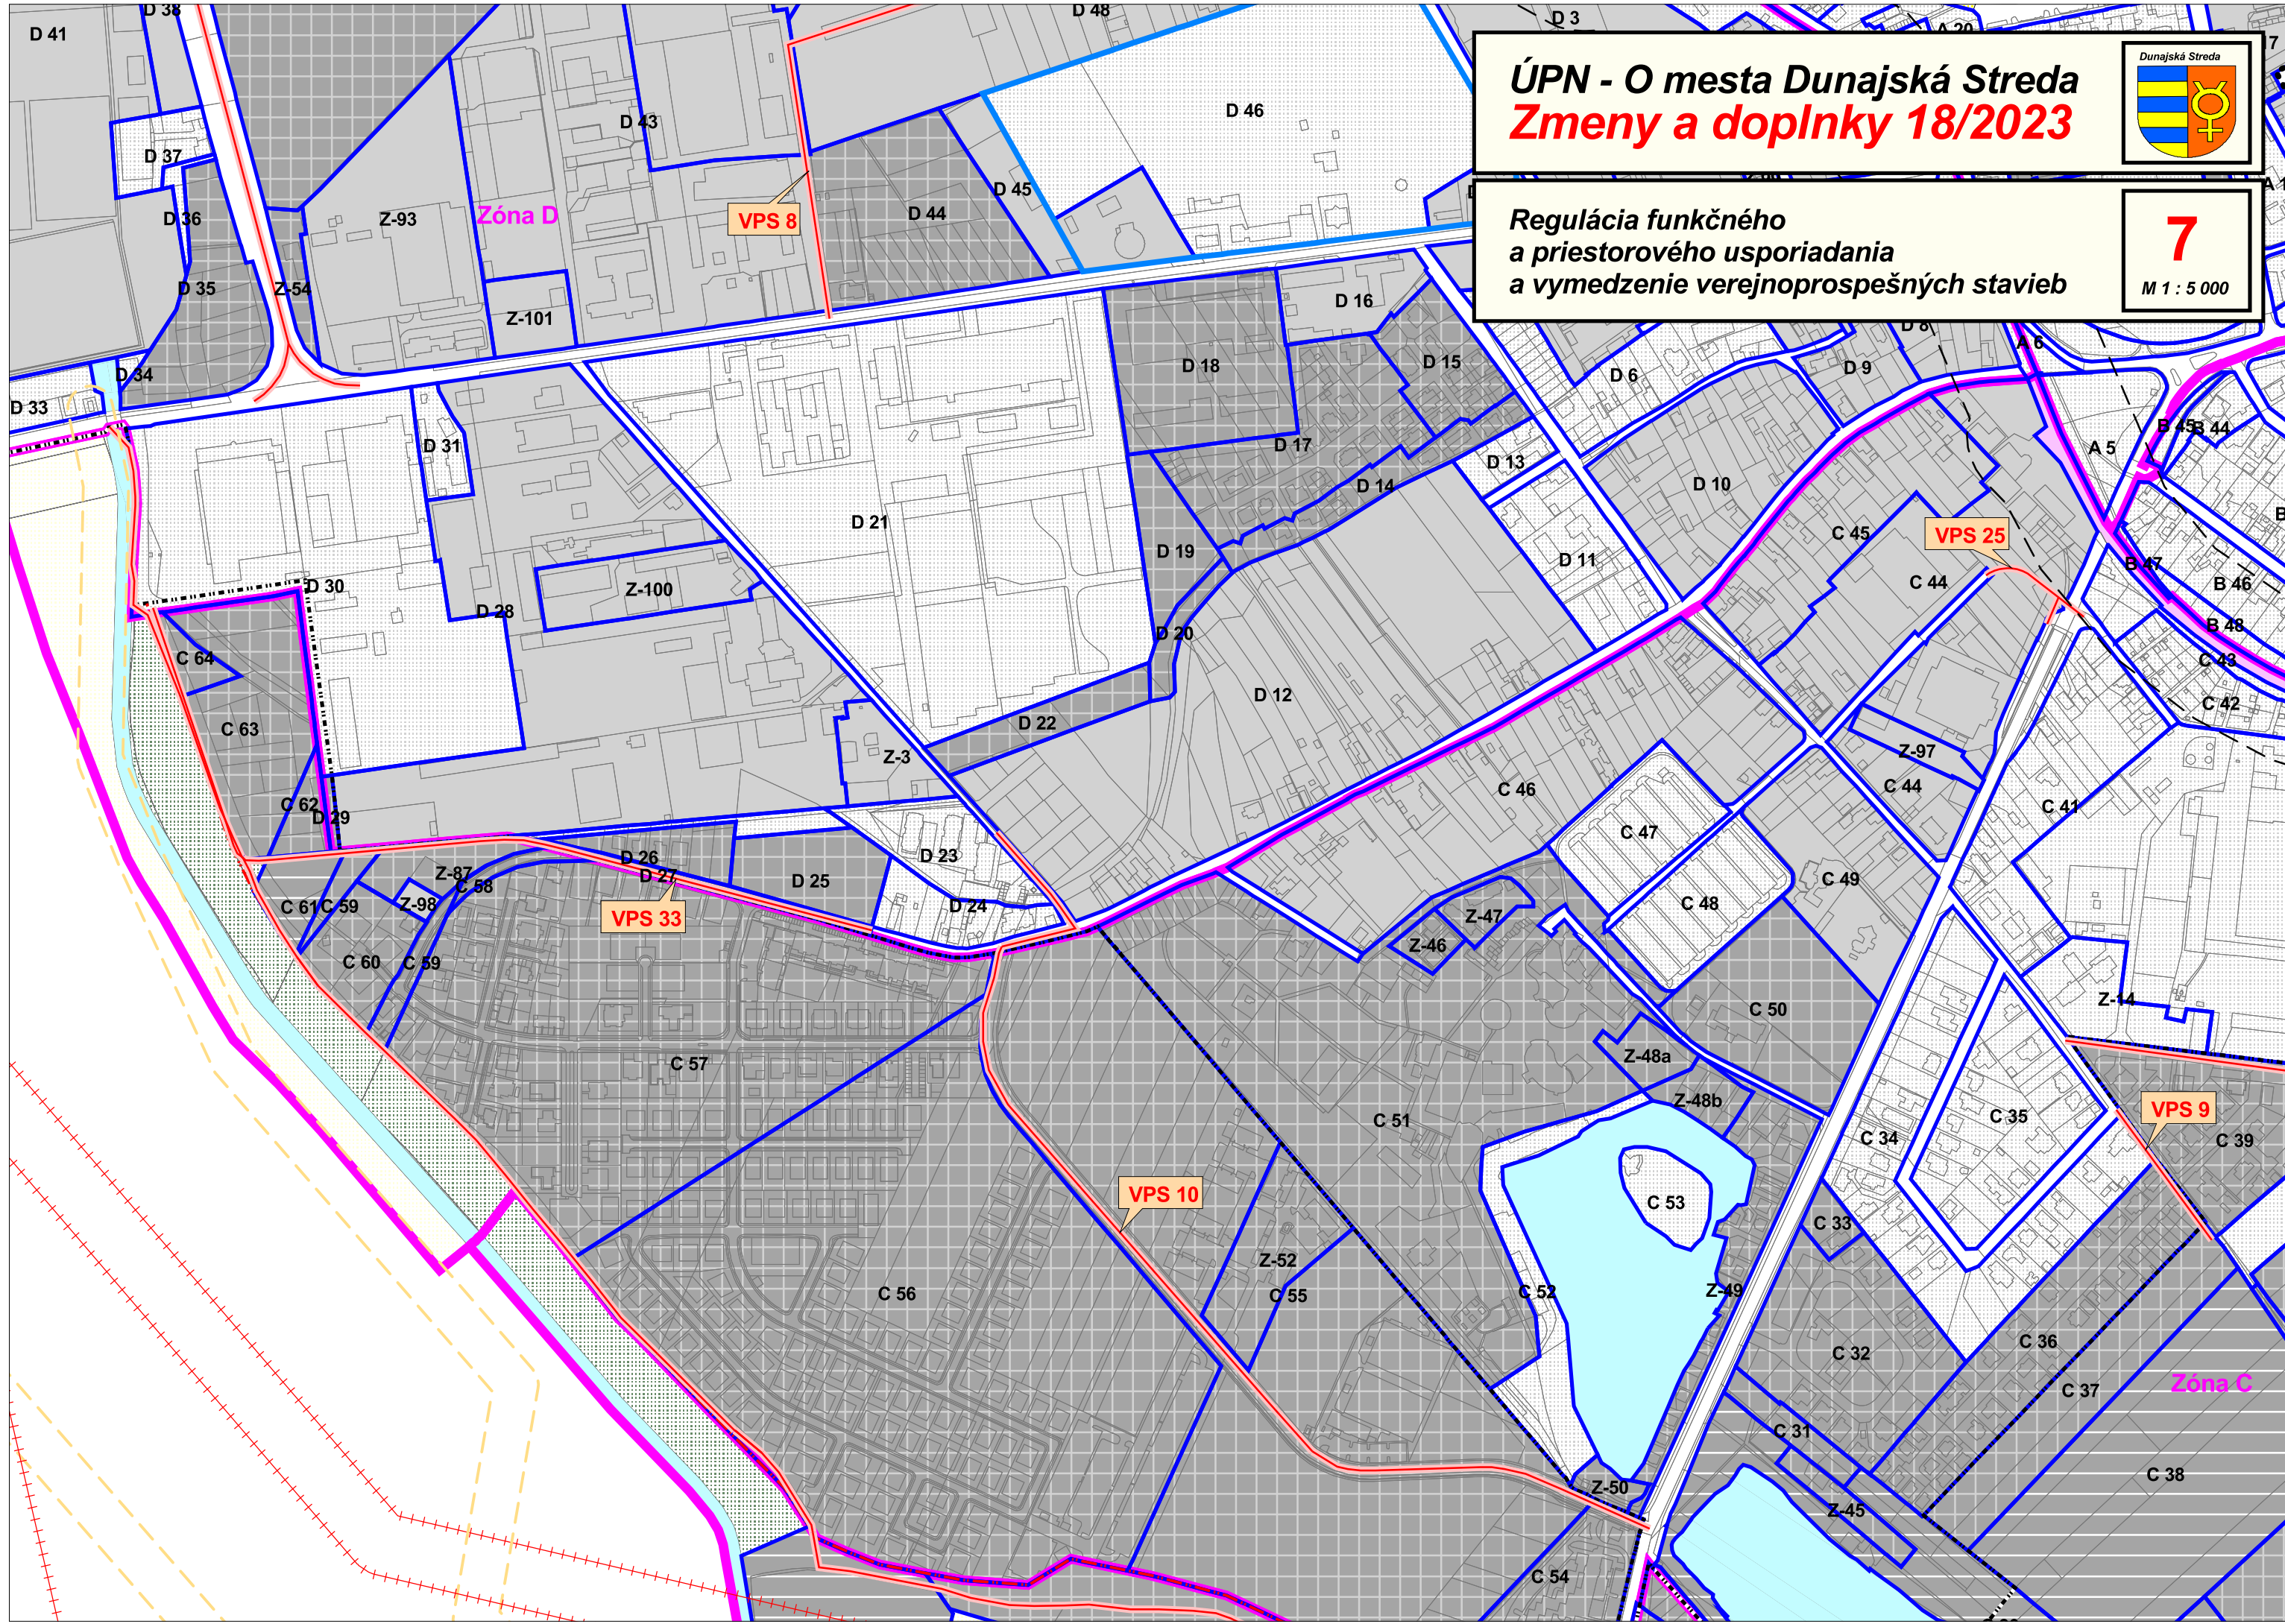 ÚPN - O mesta Dunajská Streda
Zmeny a doplnky 18/2023
Dunajská Streda
Regulácia funkčného
a priestorového usporiadania
a vymedzenie verejnoprospešných stavieb
7
M 1 : 5 000
D 41
D 38
D 48
D 3
A 20
D 46
D 43
D 37
D 36
Z-93
Zóna D
VPS 8
D 44
D 45
D 35
Z-54
Z-101
D 16
D 34
D 33
D 18
D 15
D 6
D 9
D 8
A 6
D 31
D 17
D 13
D 14
D 10
A 5
B 45
B 44
D 21
C 45
VPS 25
D 19
D 11
B 47
B 46
D 30
Z-100
D 28
C 44
D 20
B 48
C 64
C 43
D 12
C 42
C 63
D 22
Z-3
Z-97
C 46
C 44
C 41
C 62
D 29
C 47
D 23
D 26
D 27
D 25
Z-87
C 58
C 49
C 61
C 59
Z-98
D 24
VPS 33
C 48
Z-47
Z-46
C 60
C 59
Z-14
C 50
C 57
Z-48a
Z-48b
C 51
VPS 9
C 35
C 34
C 39
VPS 10
C 53
C 33
Z-52
C 55
C 56
C 52
Z-49
C 36
C 32
C 37
Zóna C
C 31
C 38
Z-50
Z-45
C 54